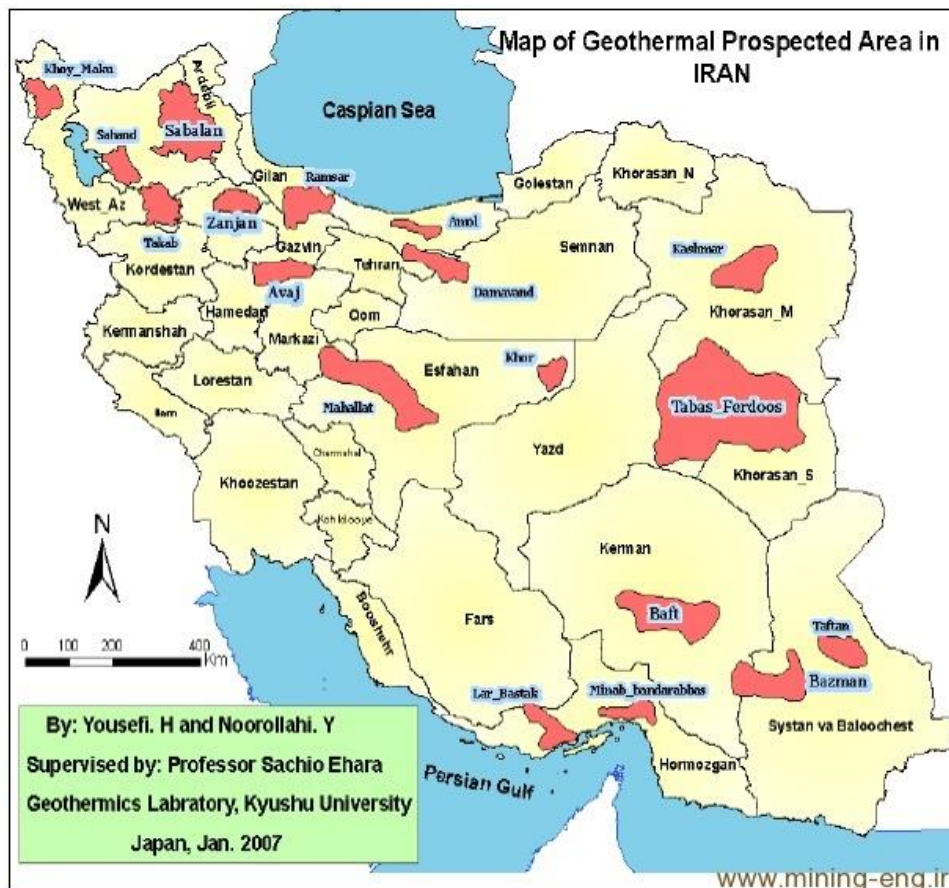 Map of Geothermal Prospected Area in
IRAN
Khoy_Maku
Ardebil
Caspian Sea
Sahand
Sabalan
Gilan
Ramsar
Golestan
Khorasan_N
West_Az
Zanjan
Amol
Semnan
Kashmar
Takab
Gazvin
Tehran
Kordestan
Avaj
Damavand
Hamedan
Qom
Khorasan_M
Kermanshah
Markazi
Esfahan
Khor
Lorestan
Mahallat
Tabas_Ferdoos
Ilam
Charmahal
Yazd
Khoozestan
Khorasan_S
Kohkilooye
N
Kerman
Booshehr
Fars
Baft
Taftan
0 100 200 400
Km
Lar_Bastak
Minab_bandarabbas
Bazman
Systan va Baloochest
Hormozgan
Persian Gulf
By: Yousefi. H and Noorollahi. Y
Supervised by: Professor Sachio Ehara
Geothermics Labratory, Kyushu University
Japan, Jan. 2007
www.mining-eng.ir